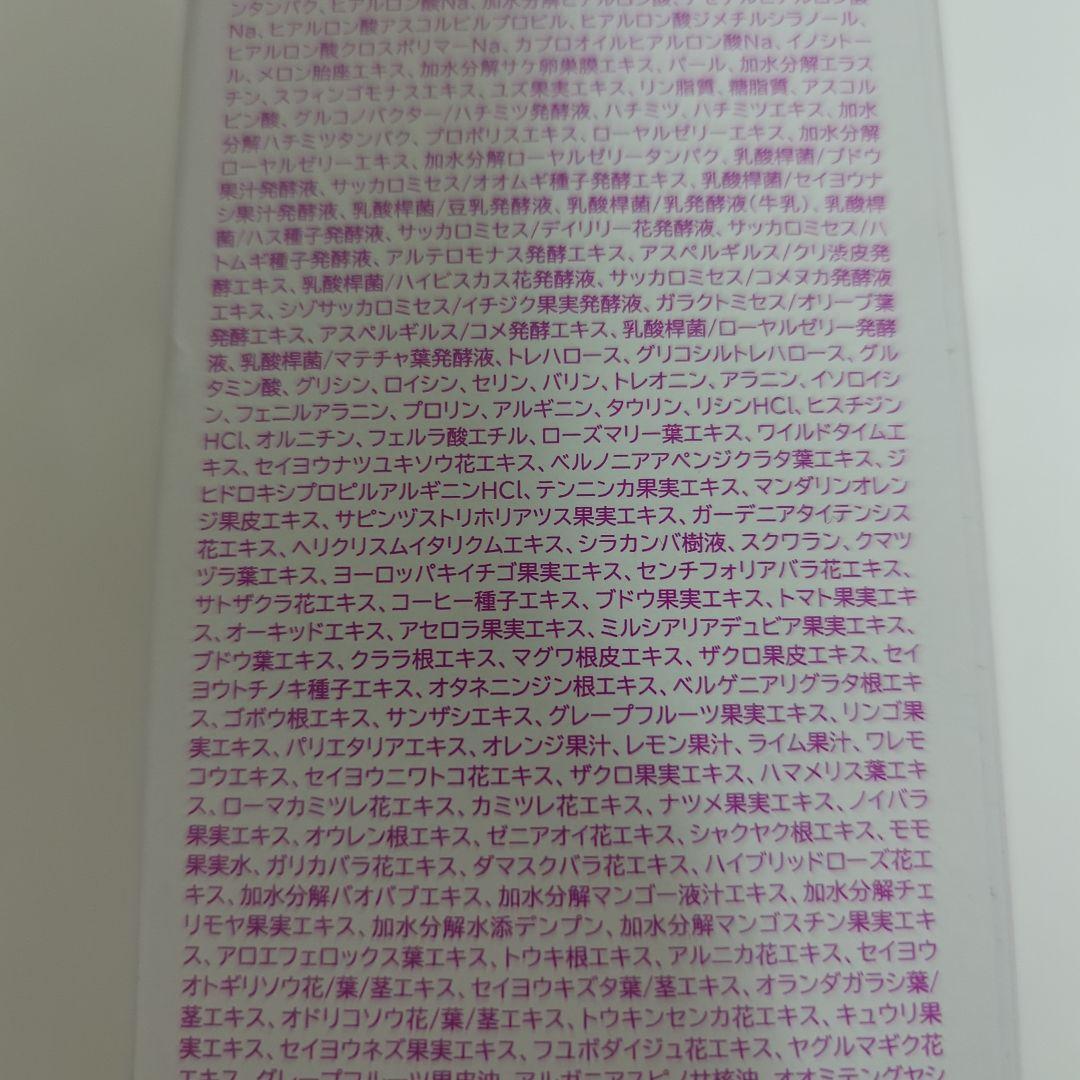 ンタンパク、ヒアルロン酸Na、加水分解ヒアルロン酸、アセチルヒアルロン酸
Na、ヒアルロン酸アスコルビルプロピル、ヒアルロン酸ジメチルシラノール、
ヒアルロン酸クロスポリマーNa、カプロオイルヒアルロン酸Na、イノシトー
ル、メロン胎座エキス、加水分解サケ卵巣膜エキス、パール、加水分解エラス
チン、スフィンゴモナスエキス、ユズ果実エキス、リン脂質、糖脂質、アスコル
ビン酸、グルコノバクター/ハチミツ発酵液、ハチミツ、ハチミツエキス、加水
分解ハチミツタンパク、プロポリスエキス、ローヤルゼリーエキス、加水分解
ローヤルゼリーエキス、加水分解ローヤルゼリータンパク、乳酸桿菌/ブドウ
果汁発酵液、サッカロミセス/オオムギ種子発酵エキス、乳酸桿菌/セイヨウナ
シ果汁発酵液、乳酸桿菌/豆乳発酵液、乳酸桿菌/乳発酵液(牛乳)、乳酸桿
菌/ハス種子発酵液、サッカロミセス/デイリリー花発酵液、サッカロミセス/ハ
トムギ種子発酵液、アルテロモナス発酵エキス、アスペルギルス/クリ渋皮発
酵エキス、乳酸桿菌/ハイビスカス花発酵液、サッカロミセス/コメヌカ発酵液
エキス、シゾサッカロミセス/イチジク果実発酵液、ガラクトミセス/オリーブ葉
発酵エキス、アスペルギルス/コメ発酵エキス、乳酸桿菌/ローヤルゼリー発酵
液、乳酸桿菌/マテチャ葉発酵液、トレハロース、グリコシルトレハロース、グル
タミン酸、グリシン、ロイシン、セリン、バリン、トレオニン、アラニン、イソロイシ
ン、フェニルアラニン、プロリン、アルギニン、タウリン、リシンHCl、ヒスチジン
HCl、オルニチン、フェルラ酸エチル、ローズマリー葉エキス、ワイルドタイムエ
キス、セイヨウナツユキソウ花エキス、ベルノニアアペンジクラタ葉エキス、ジ
ヒドロキシプロピルアルギニンHCl、テンニンカ果実エキス、マンダリンオレン
ジ果皮エキス、サピンヅストリホリアツス果実エキス、ガーデニアタイテンシス
花エキス、ヘリクリスムイタリクムエキス、シラカンバ樹液、スクワラン、クマツ
ヅラ葉エキス、ヨーロッパキイチゴ果実エキス、センチフォリアバラ花エキス、
サトザクラ花エキス、コーヒー種子エキス、ブドウ果実エキス、トマト果実エキ
ス、オーキッドエキス、アセロラ果実エキス、ミルシアリアデュビア果実エキス、
ブドウ葉エキス、クララ根エキス、マグワ根皮エキス、ザクロ果皮エキス、セイ
ヨウトチノキ種子エキス、オタネニンジン根エキス、ベルゲニアリグラタ根エキ
ス、ゴボウ根エキス、サンザシエキス、グレープフルーツ果実エキス、リンゴ果
実エキス、パリエタリアエキス、オレンジ果汁、レモン果汁、ライム果汁、ワレモ
コウエキス、セイヨウニワトコ花エキス、ザクロ果実エキス、ハマメリス葉エキ
ス、ローマカミツレ花エキス、カミツレ花エキス、ナツメ果実エキス、ノイバラ
果実エキス、オウレン根エキス、ゼニアオイ花エキス、シャクヤク根エキス、モモ
果実水、ガリカバラ花エキス、ダマスクバラ花エキス、ハイブリッドローズ花エ
キス、加水分解バオバブエキス、加水分解マンゴー液汁エキス、加水分解チェ
リモヤ果実エキス、加水分解水添デンプン、加水分解マンゴスチン果実エキ
ス、アロエフェロックス葉エキス、トウキ根エキス、アルニカ花エキス、セイヨウ
オトギリソウ花/葉/茎エキス、セイヨウキズタ葉/茎エキス、オランダガラシ葉/
茎エキス、オドリコソウ花/葉/茎エキス、トウキンセンカ花エキス、キュウリ果
実エキス、セイヨウネズ果実エキス、フユボダイジュ花エキス、ヤグルマギク花
エキス、グレープフルーツ果皮油、アルガニアスピノサ核油、オオミテングヤシ